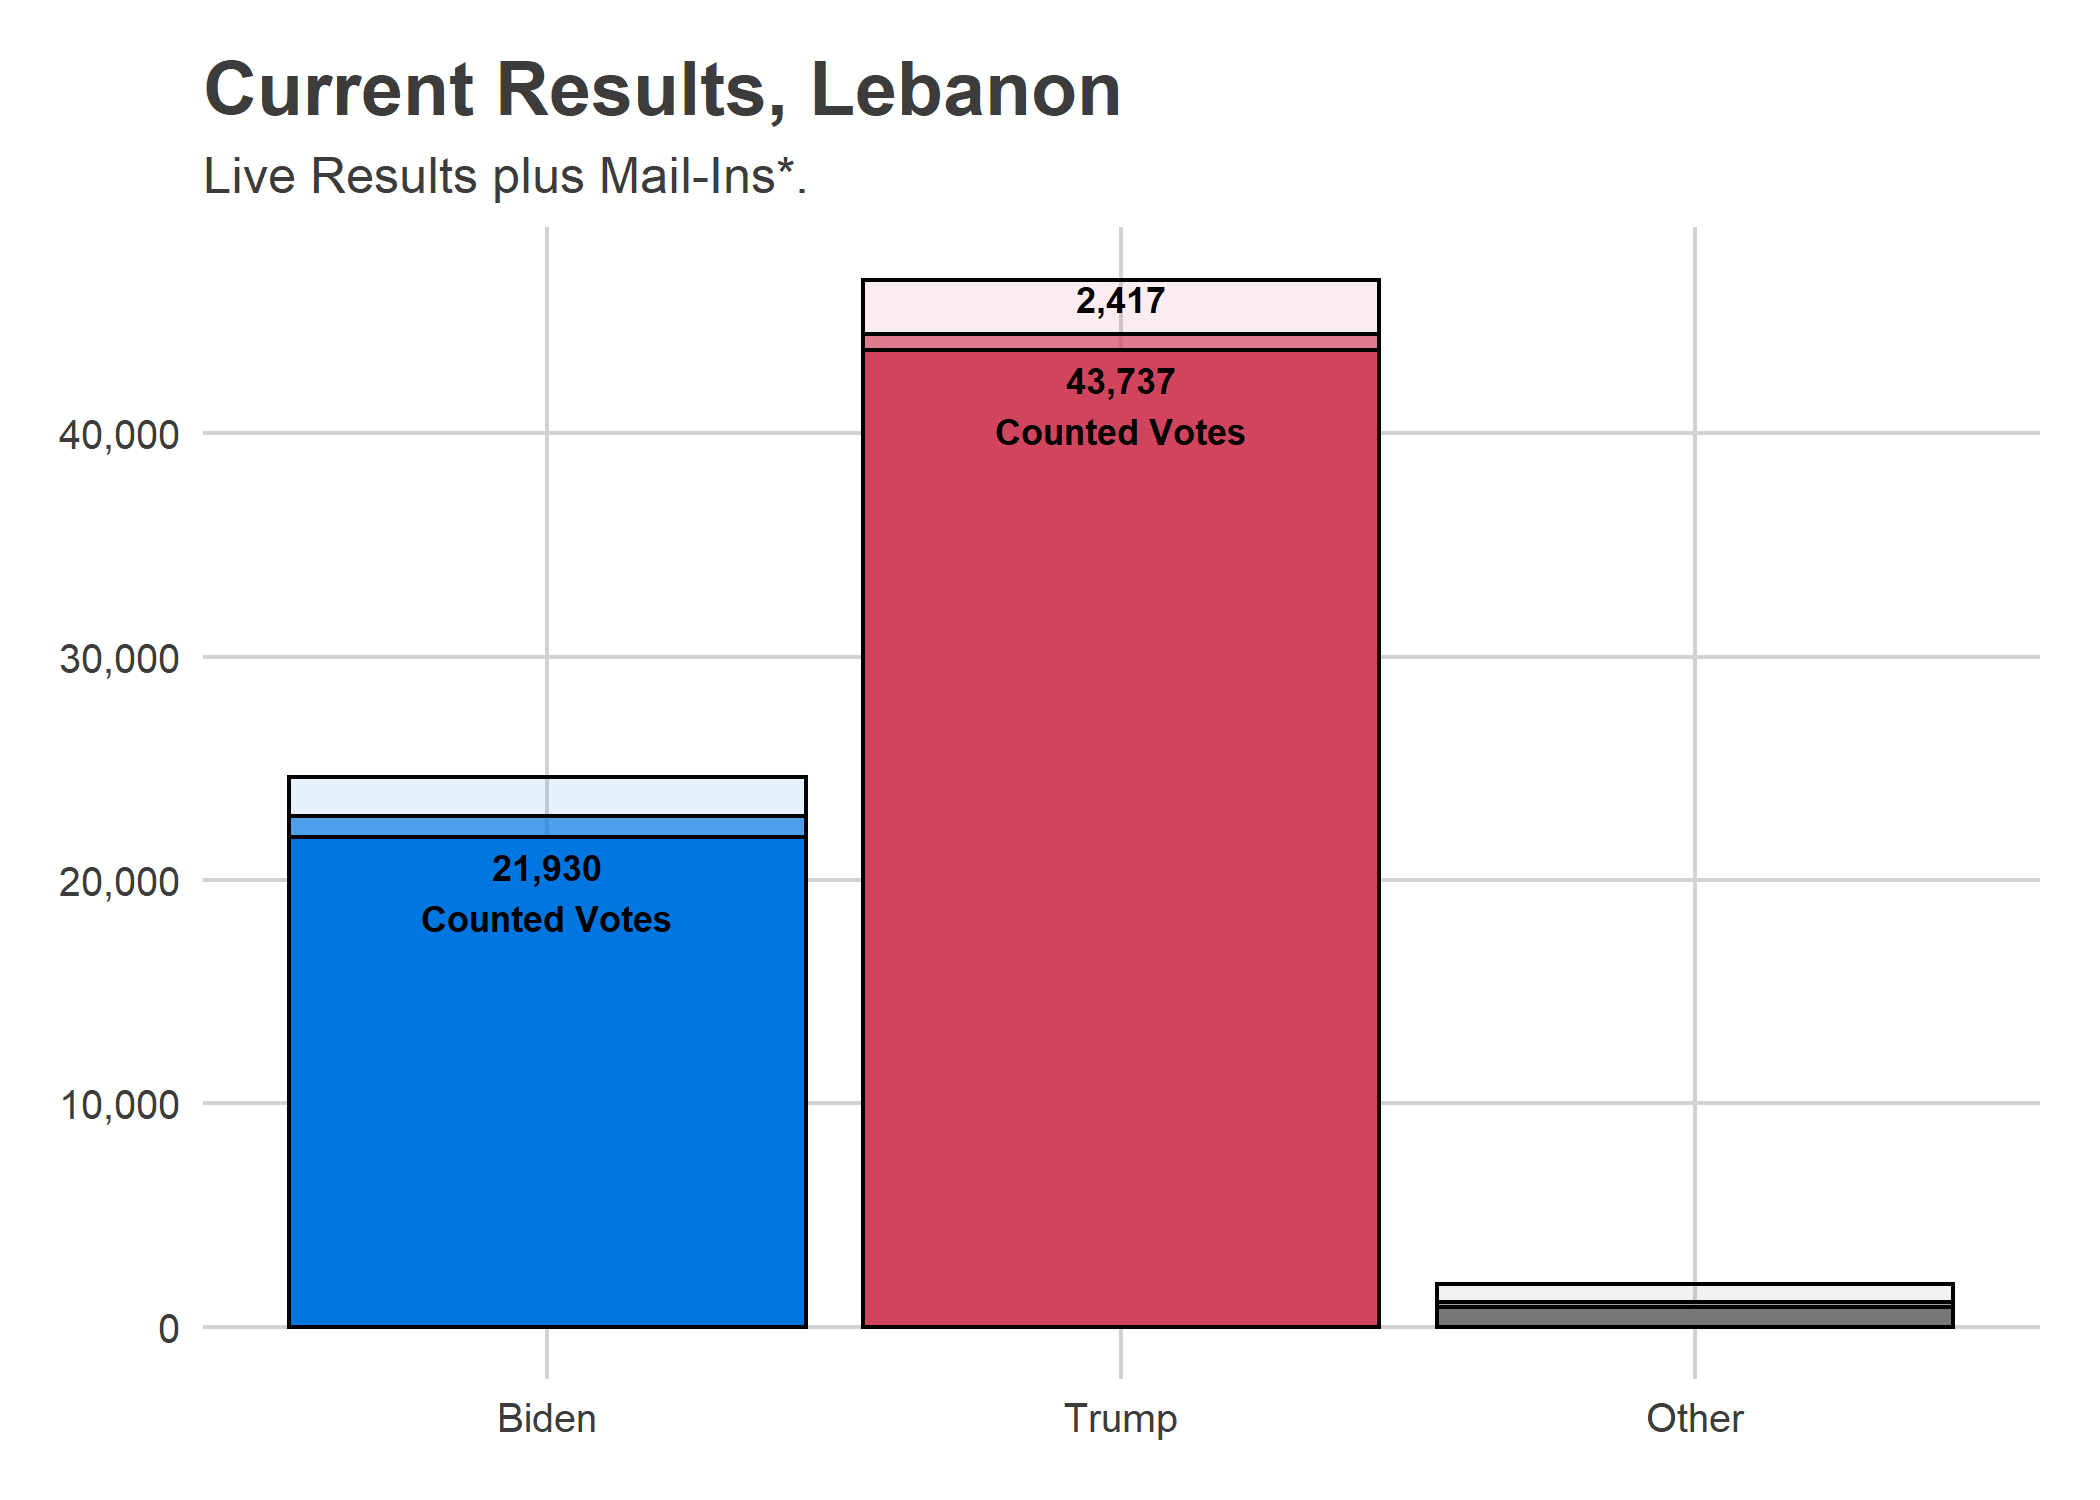 Current Results, Lebanon
Live Results plus Mail-Ins*.
2,417
43,737
Counted Votes
21,930
Counted Votes
40,000
30,000
20,000
10,000
0
Biden
Trump
Other